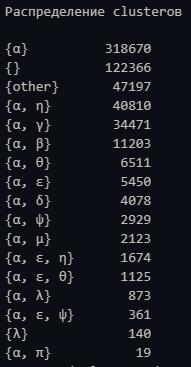 Распределение clusterов
{α} 318670
{} 122366
{other} 47197
{α, η} 40810
{α, γ} 34471
{α, β} 11203
{α, θ} 6511
{α, ε} 5450
{α, δ} 4078
{α, ψ} 2929
{α, μ} 2123
{α, ε, η} 1674
{α, ε, θ} 1125
{α, λ} 873
{α, ε, ψ} 361
{λ} 140
{α, π} 19